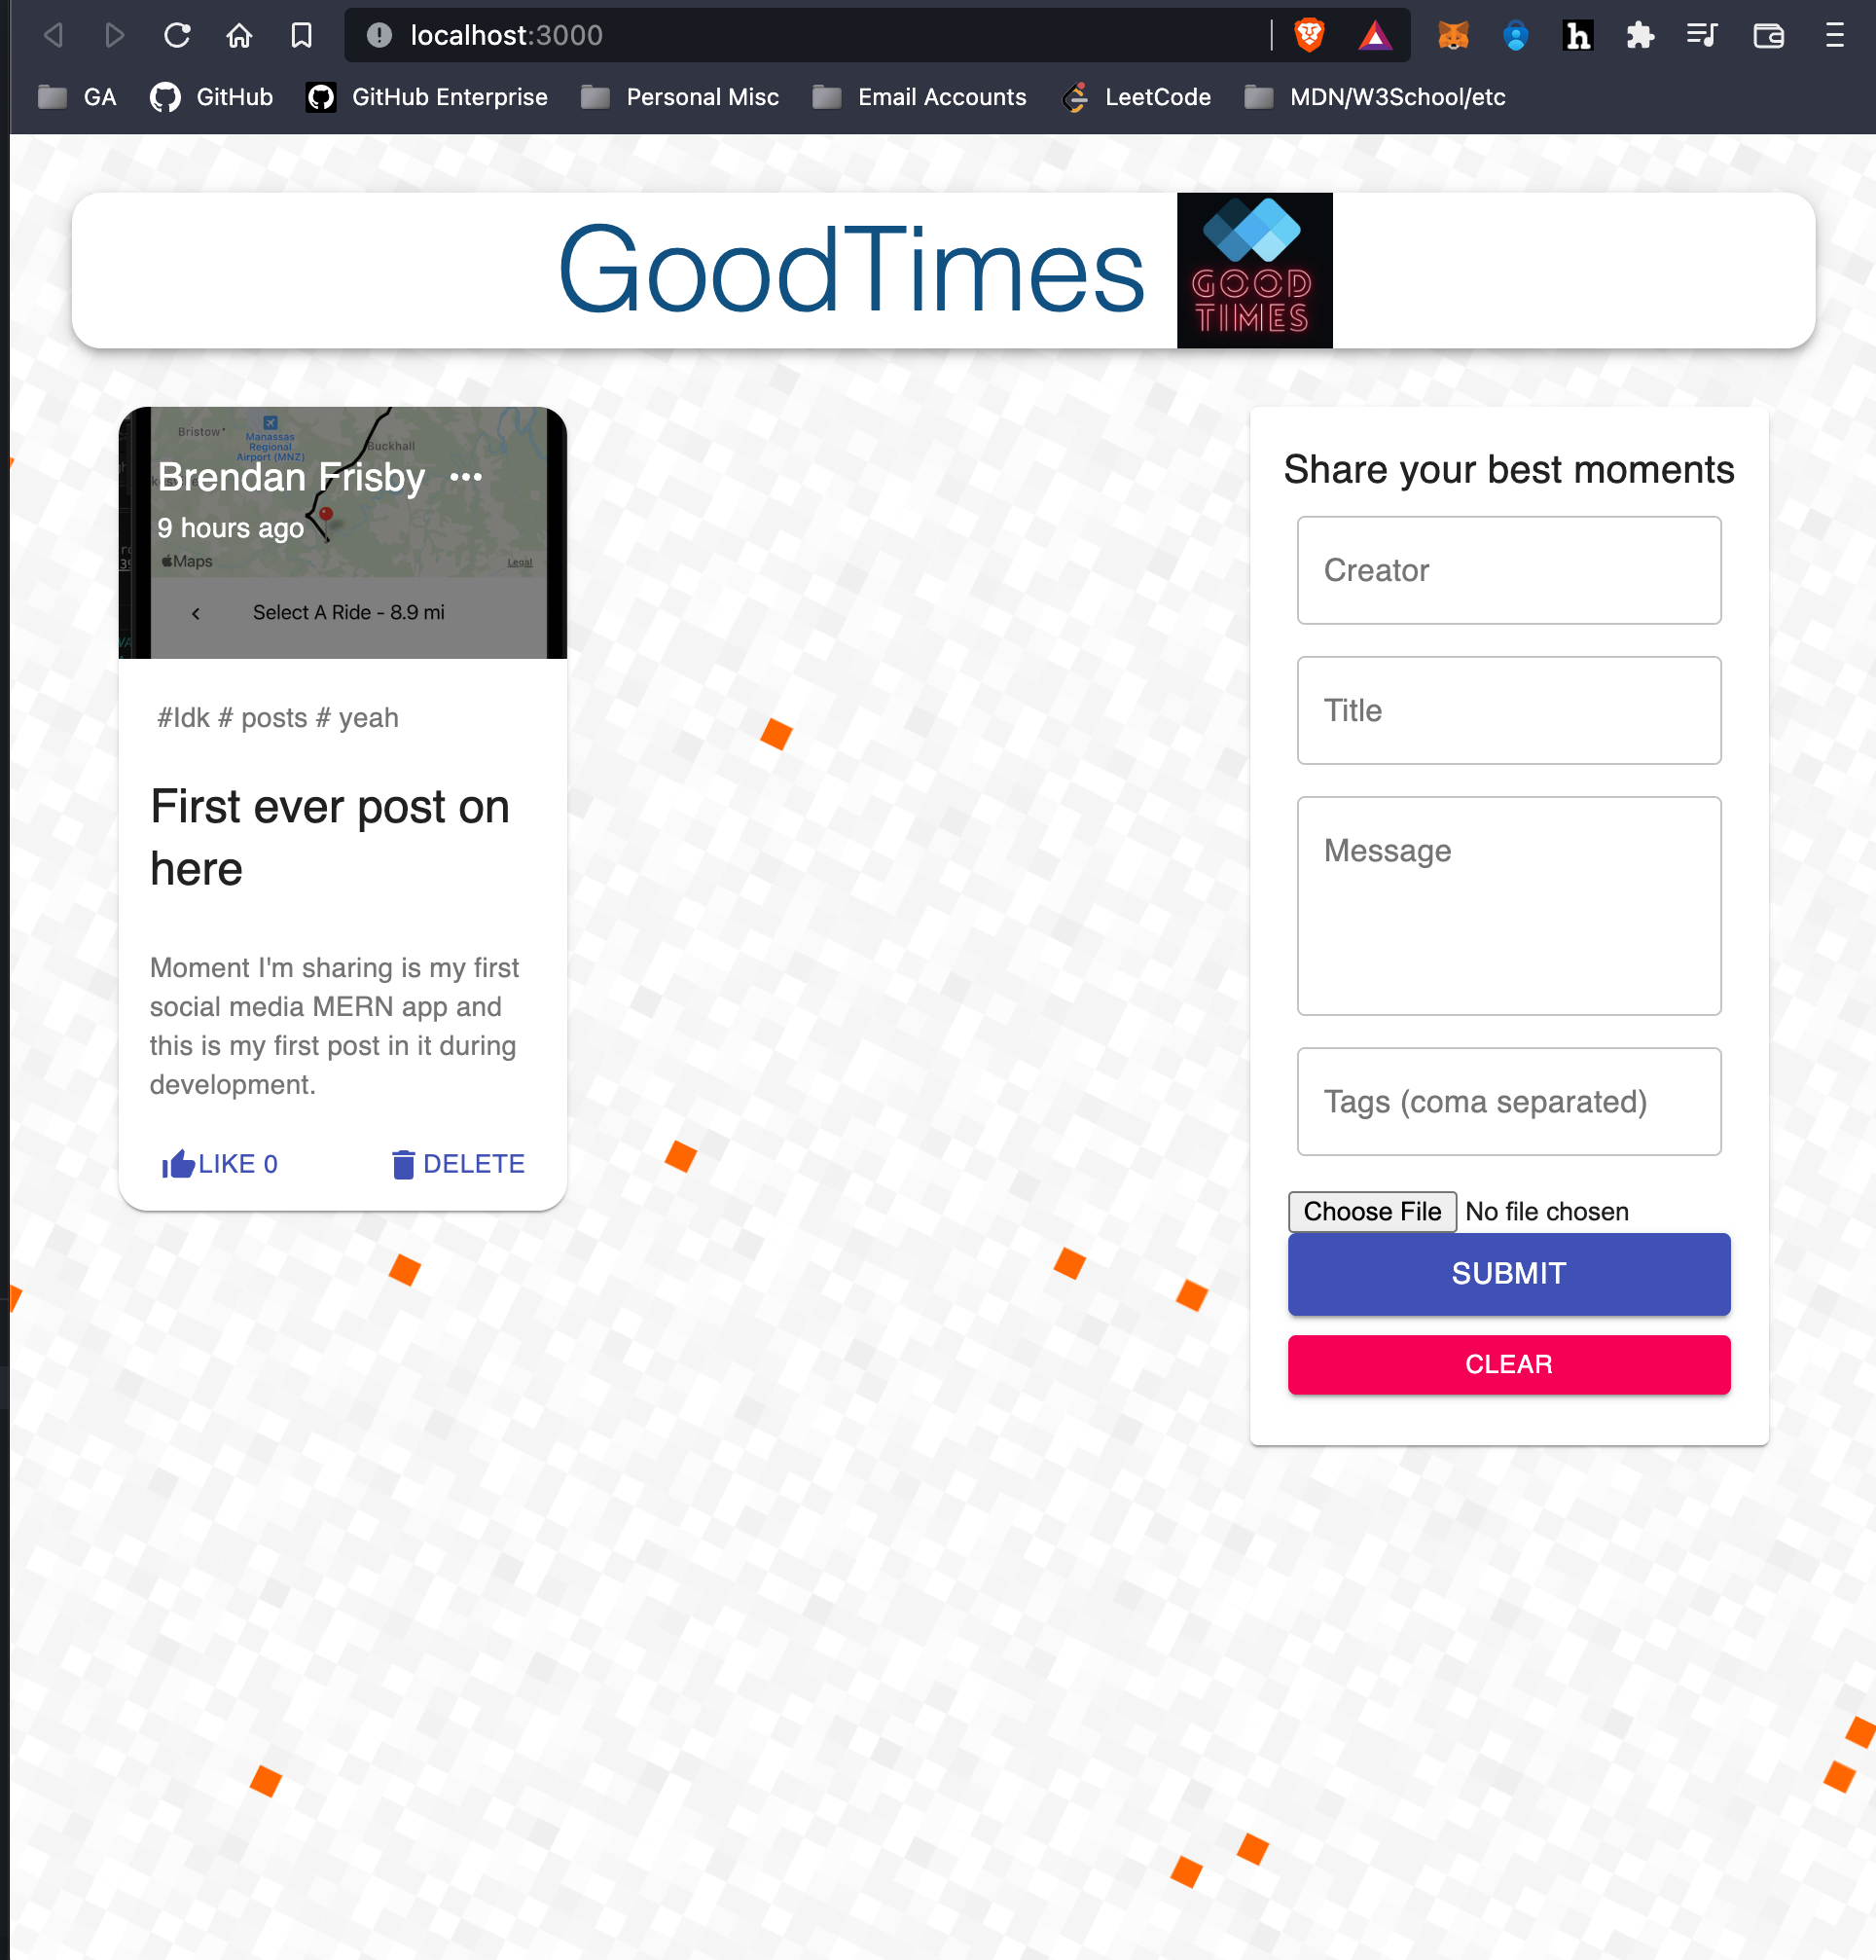 localhost:3000
GA GitHub GitHub Enterprise Personal Misc Email Accounts LeetCode MDN/W3School/etc
GoodTimes
GOOD
TIMES
Bristow
Manassas
Regional
Airport (MNZ)
Buckhall
Brendan Frisby
9 hours ago
Maps
Legal
Select A Ride - 8.9 mi
#Idk # posts # yeah
First ever post on
here
Moment I'm sharing is my first
social media MERN app and
this is my first post in it during
development.
LIKE 0
DELETE
Share your best moments
Creator
Title
Message
Tags (coma separated)
Choose File No file chosen
SUBMIT
CLEAR